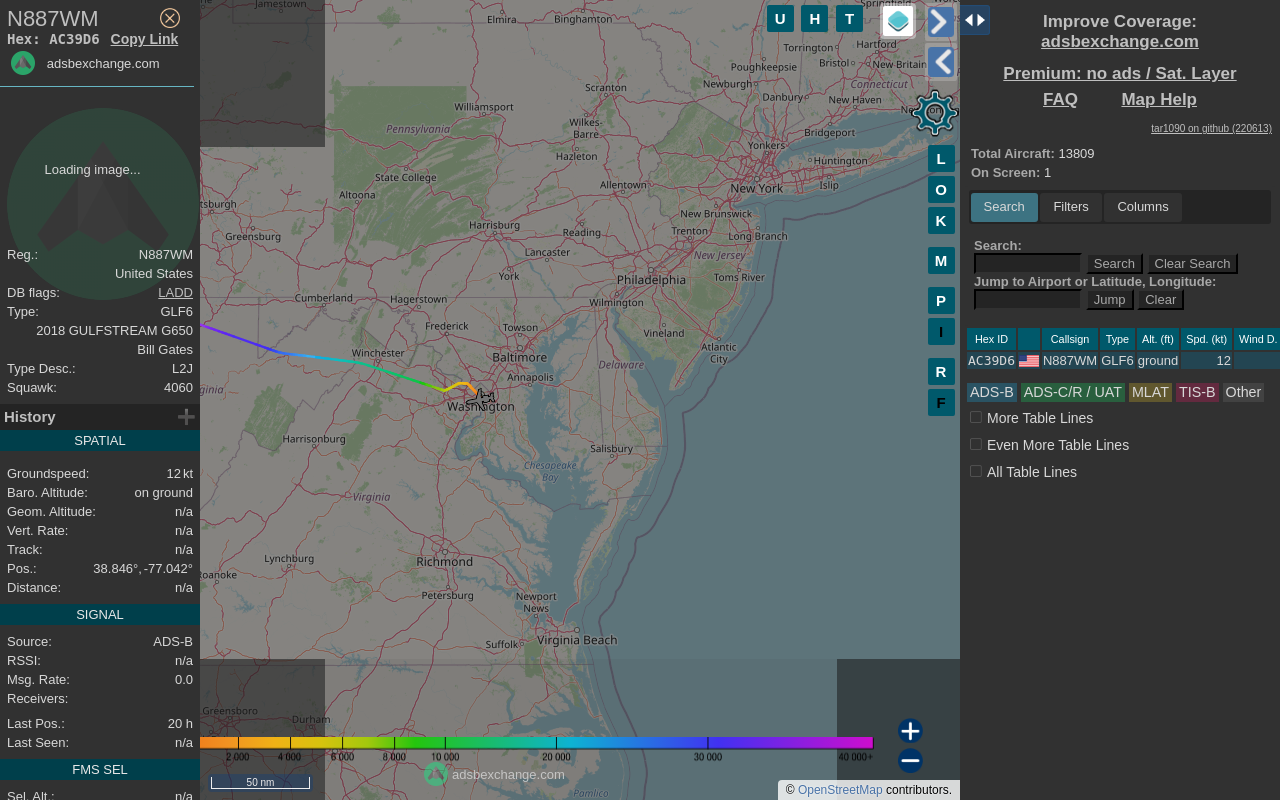 N887WM
Hex: AC39D6 Copy Link
adsbexchange.com
Loading image...
Reg.: N887WM
United States
DB flags: LADD
Type: GLF6
2018 GULFSTREAM G650
Bill Gates
Type Desc.: L2J
Squawk: 4060
History
SPATIAL
Groundspeed: 12 kt
Baro. Altitude: on ground
Geom. Altitude: n/a
Vert. Rate: n/a
Track: n/a
Pos.: 38.846°, -77.042°
Distance: n/a
SIGNAL
Source: ADS-B
RSSI: n/a
Msg. Rate: 0.0
Receivers:
Last Pos.: 20 h
Last Seen: n/a
FMS SEL
Sel. Alt.: n/a
U H T
L
O
K
M
P
I
R
F
Elmira
Binghamton
Springfield
Torrington
Hartford
Poughkeepsie
Bristol
New Britain
Newburgh
Connecticut
Scranton
Danbury
New Haven
Williamsport
Wilkes-
Barre
Pennsylvania
Bridgeport
Hazleton
Yonkers
Huntington
State College
Allentown
New York
Islip
Altoona
tsburgh
New Brunswick
Harrisburg
Reading
Trenton
Long Branch
Greensburg
Lancaster
New Jersey
York
Philadelphia
Toms River
Cumberland
Hagerstown
Wilmington
Frederick
Towson
Vineland
Winchester
Baltimore
Atlantic
City
Annapolis
Delaware
ginia
Washington
Harrisonburg
Salisbury
Chesapeake
Bay
Virginia
Lynchburg
Richmond
Roanoke
Petersburg
Newport
News
Suffolk
Virginia Beach
Greensboro
Durham
Pamlico
2 000 4 000 6 000 8 000 10 000 20 000 30 000 40 000+
adsbexchange.com
50 nm
© OpenStreetMap contributors.
Improve Coverage:
adsbexchange.com
Premium: no ads / Sat. Layer
FAQ Map Help
tar1090 on github (220613)
Total Aircraft: 13809
On Screen: 1
Search Filters Columns
Search:
Search Clear Search
Jump to Airport or Latitude, Longitude:
Jump Clear
Hex ID Callsign Type Alt. (ft) Spd. (kt) Wind D.
AC39D6 N887WM GLF6 ground 12
ADS-B ADS-C/R / UAT MLAT TIS-B Other
More Table Lines
Even More Table Lines
All Table Lines